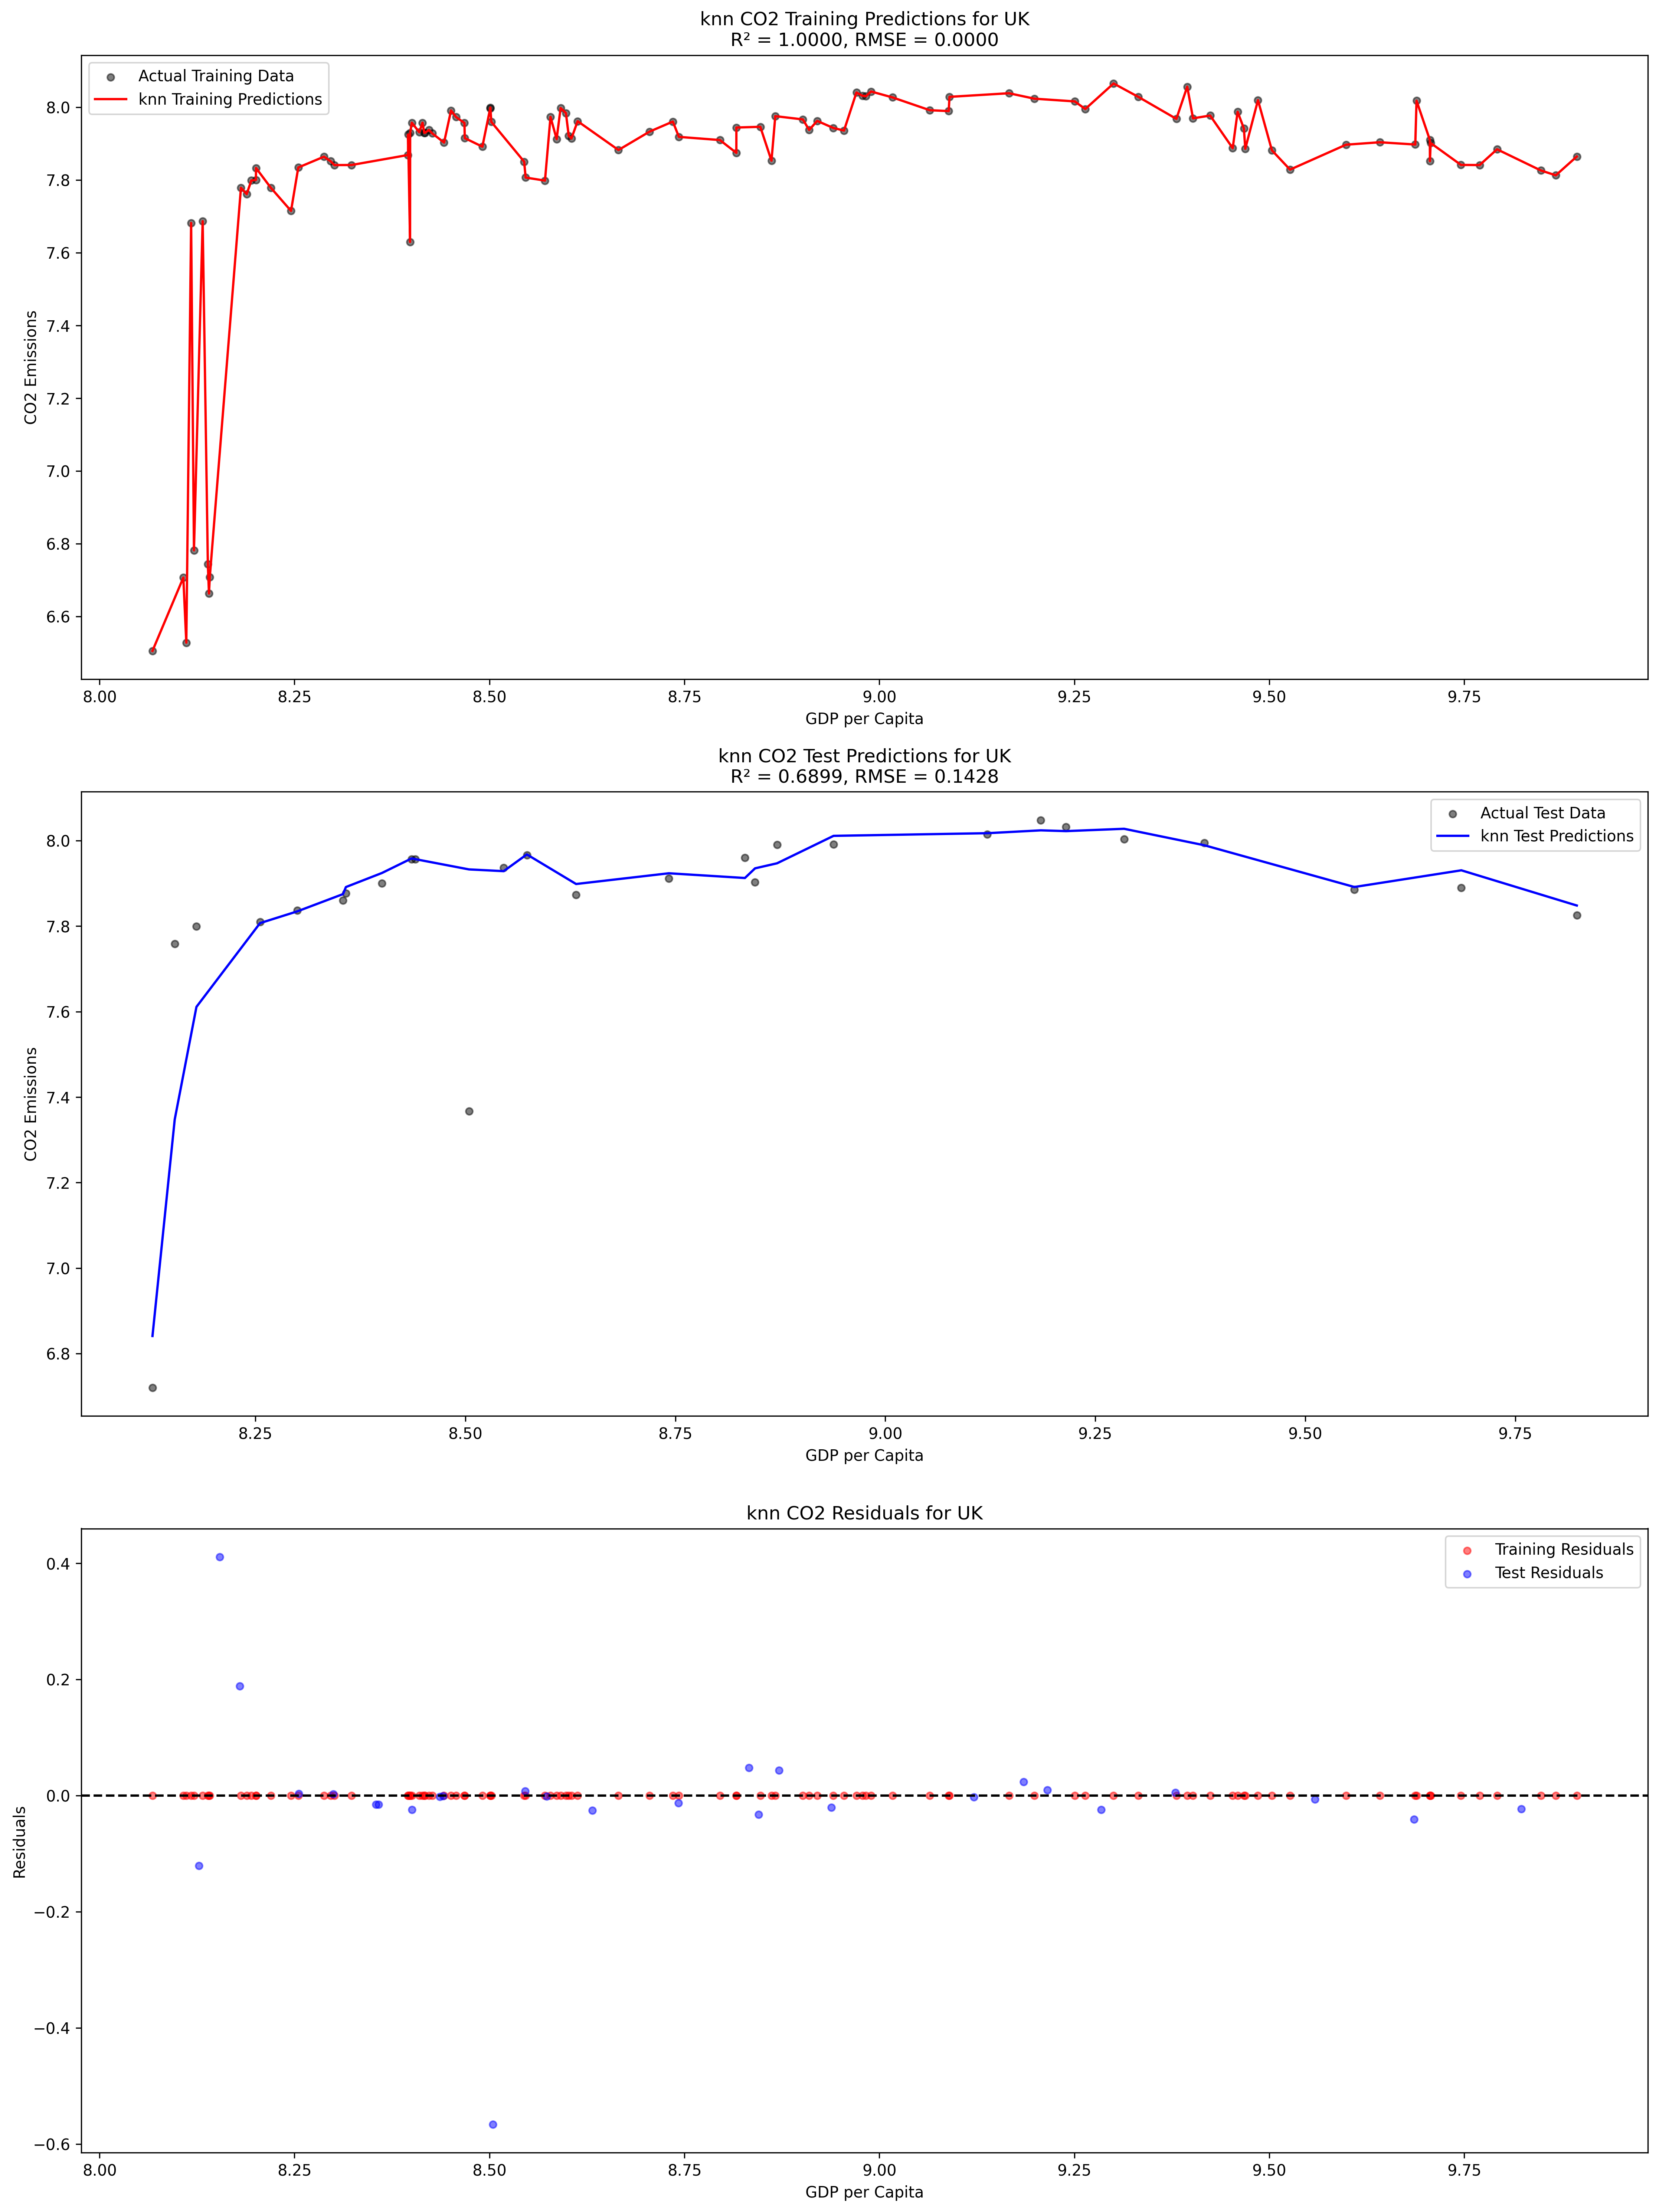 knn CO2 Training Predictions for UK
R² = 1.0000, RMSE = 0.0000
Actual Training Data
knn Training Predictions
CO2 Emissions
8.0
7.8
7.6
7.4
7.2
7.0
6.8
6.6
8.00 8.25 8.50 8.75 9.00 9.25 9.50 9.75
GDP per Capita
knn CO2 Test Predictions for UK
R² = 0.6899, RMSE = 0.1428
Actual Test Data
knn Test Predictions
CO2 Emissions
8.0
7.8
7.6
7.4
7.2
7.0
6.8
8.25 8.50 8.75 9.00 9.25 9.50 9.75
GDP per Capita
knn CO2 Residuals for UK
Training Residuals
Test Residuals
Residuals
0.4
0.2
0.0
−0.2
−0.4
−0.6
8.00 8.25 8.50 8.75 9.00 9.25 9.50 9.75
GDP per Capita